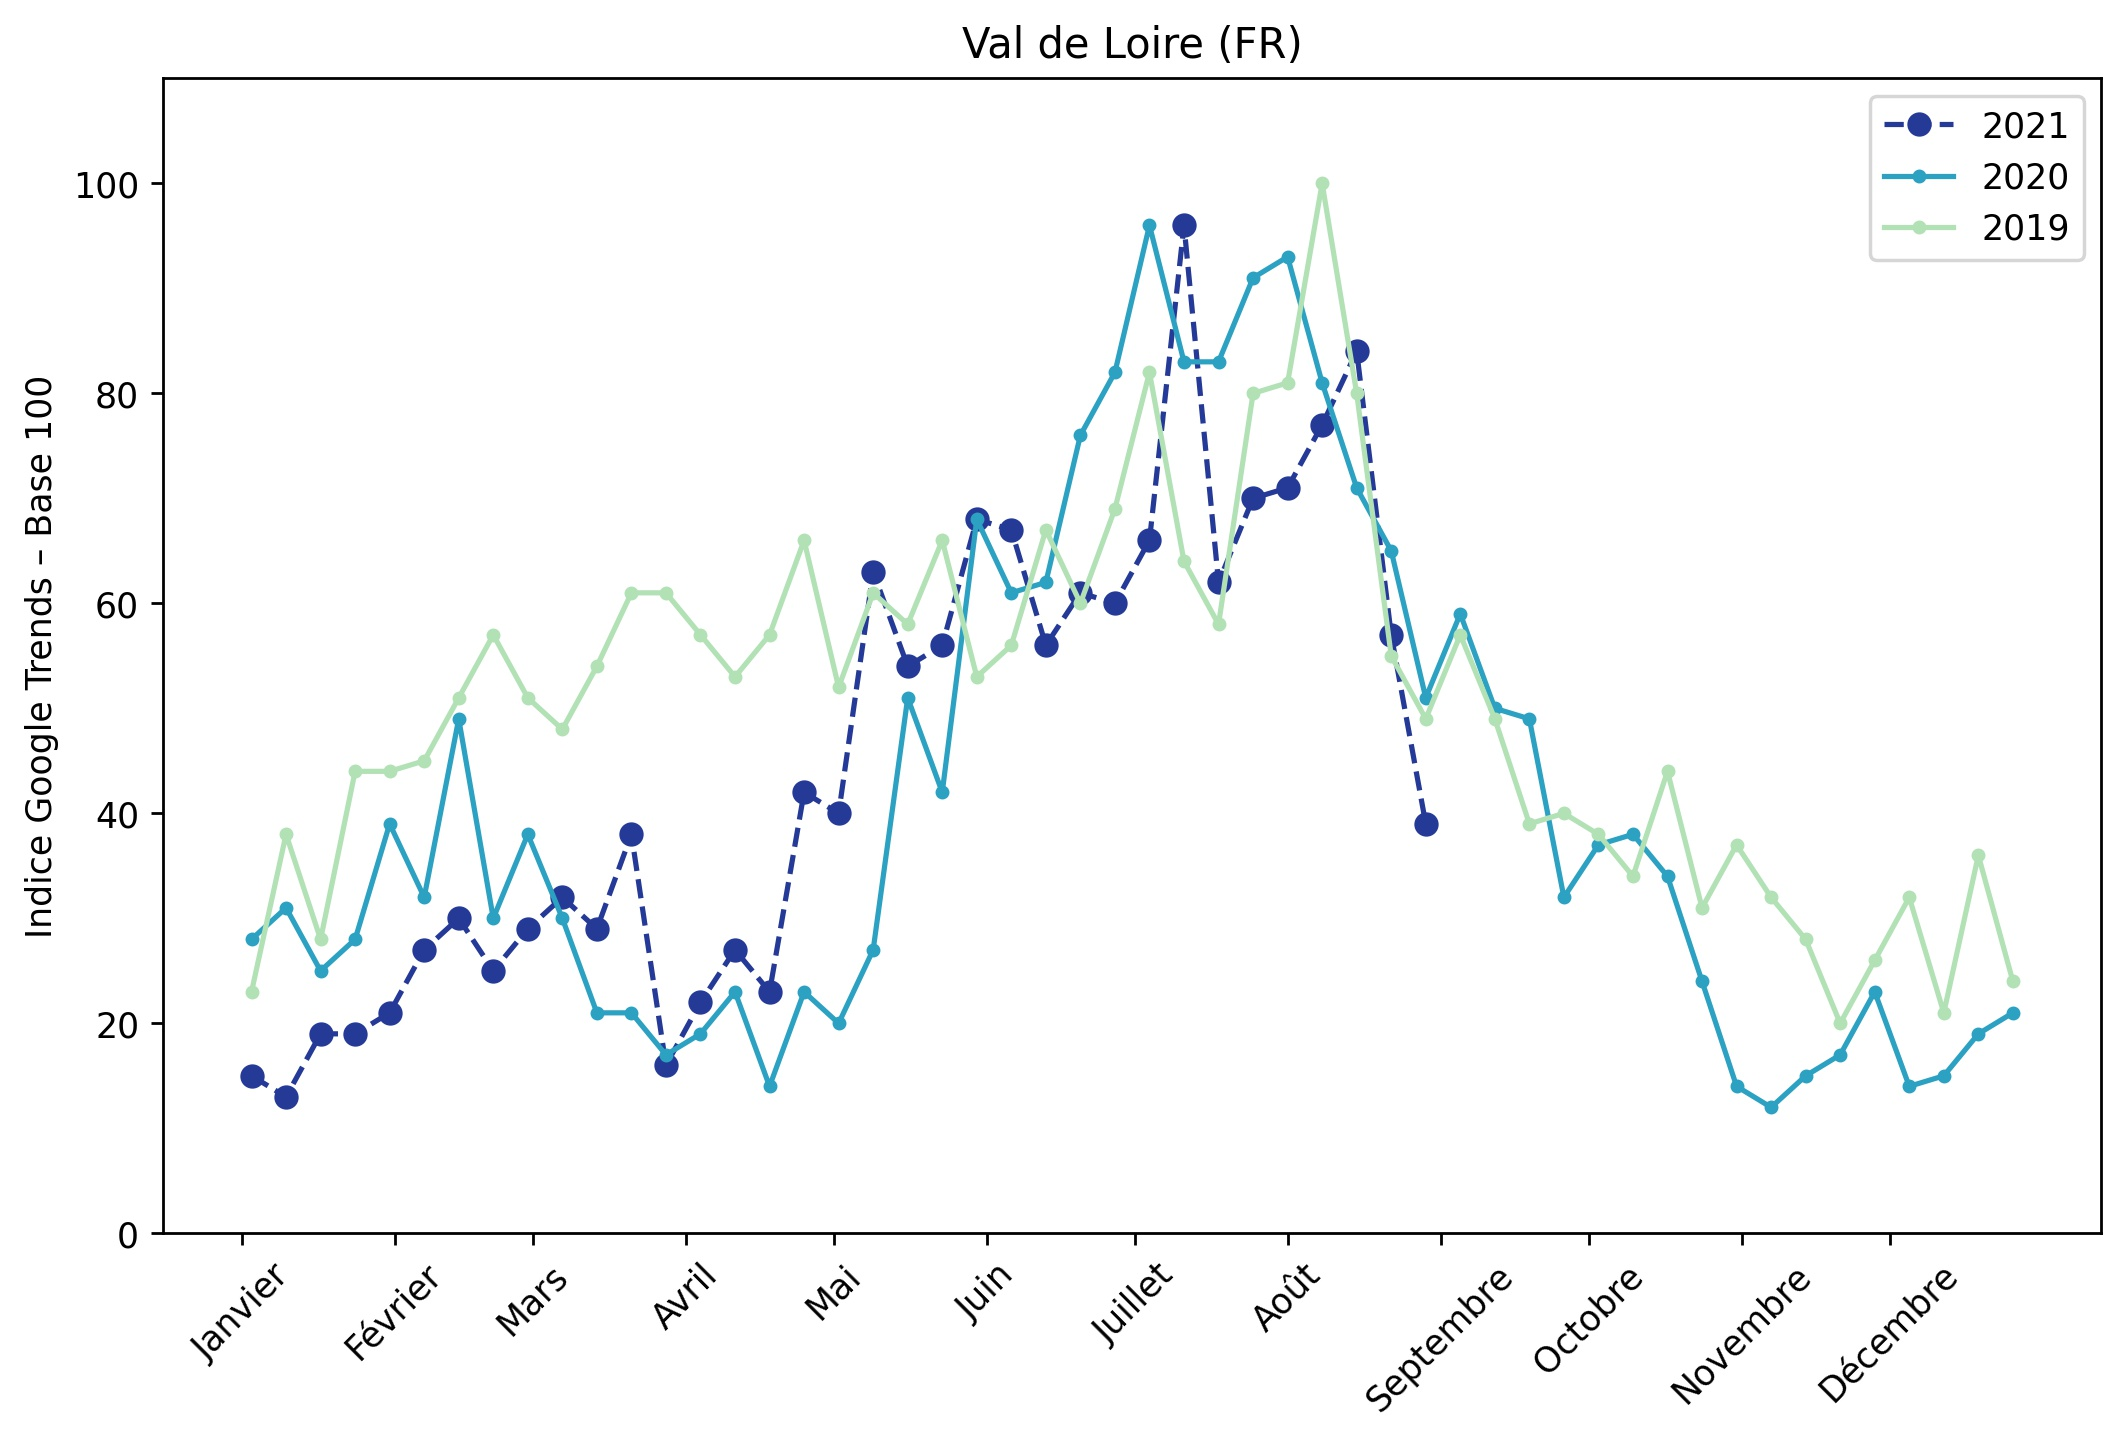 Val de Loire (FR)
2021
2020
2019
Indice Google Trends – Base 100
100
80
60
40
20
0
Janvier
Février
Mars
Avril
Mai
Juin
Juillet
Août
Septembre
Octobre
Novembre
Décembre